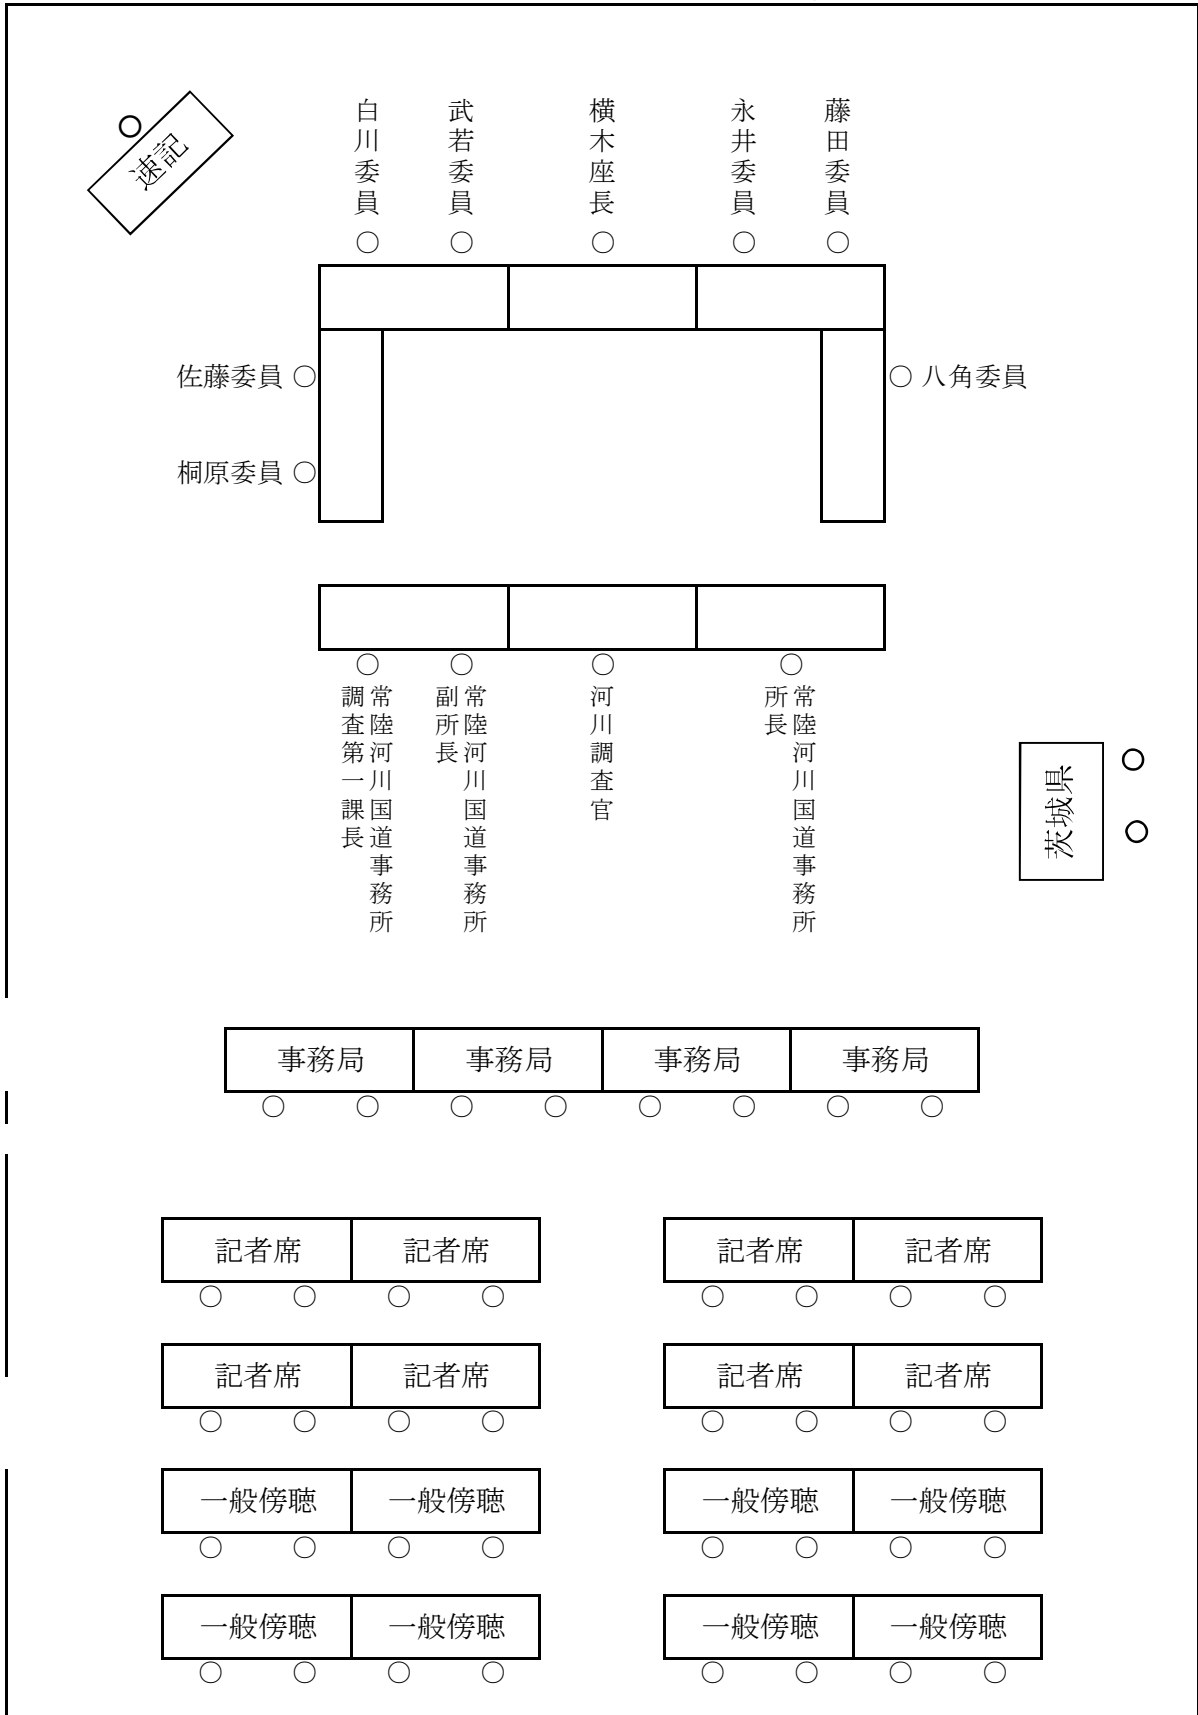 速記
白川委員
武若委員
横木座長
永井委員
藤田委員
佐藤委員
八角委員
桐原委員
常陸河川国道事務所
調査第一課長
常陸河川国道事務所
副所長
河川調査官
常陸河川国道事務所
所長
茨城県
事務局
事務局
事務局
事務局
記者席
記者席
記者席
記者席
記者席
記者席
記者席
記者席
一般傍聴
一般傍聴
一般傍聴
一般傍聴
一般傍聴
一般傍聴
一般傍聴
一般傍聴